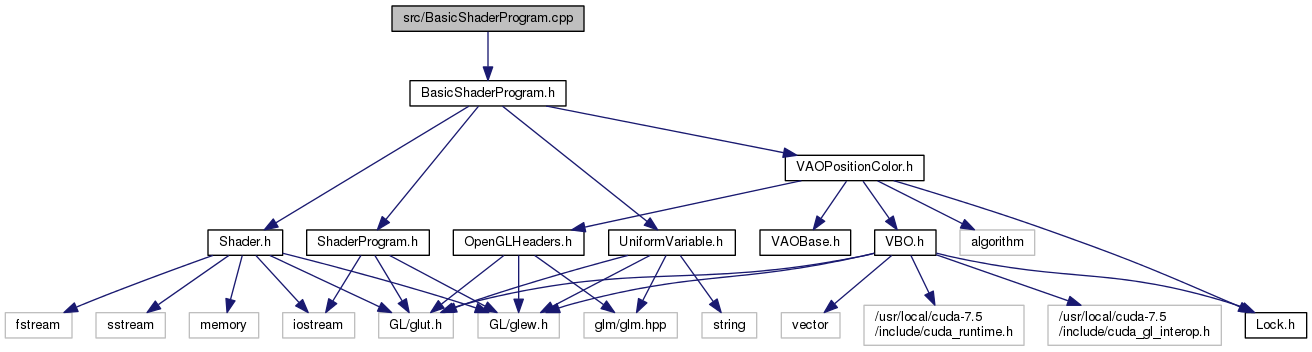 src/BasicShaderProgram.cpp
BasicShaderProgram.h
VAOPositionColor.h
Shader.h
ShaderProgram.h
OpenGLHeaders.h
UniformVariable.h
VAOBase.h
VBO.h
algorithm
fstream
sstream
memory
iostream
GL/glut.h
GL/glew.h
glm/glm.hpp
string
vector
/usr/local/cuda-7.5
/include/cuda_runtime.h
/usr/local/cuda-7.5
/include/cuda_gl_interop.h
Lock.h